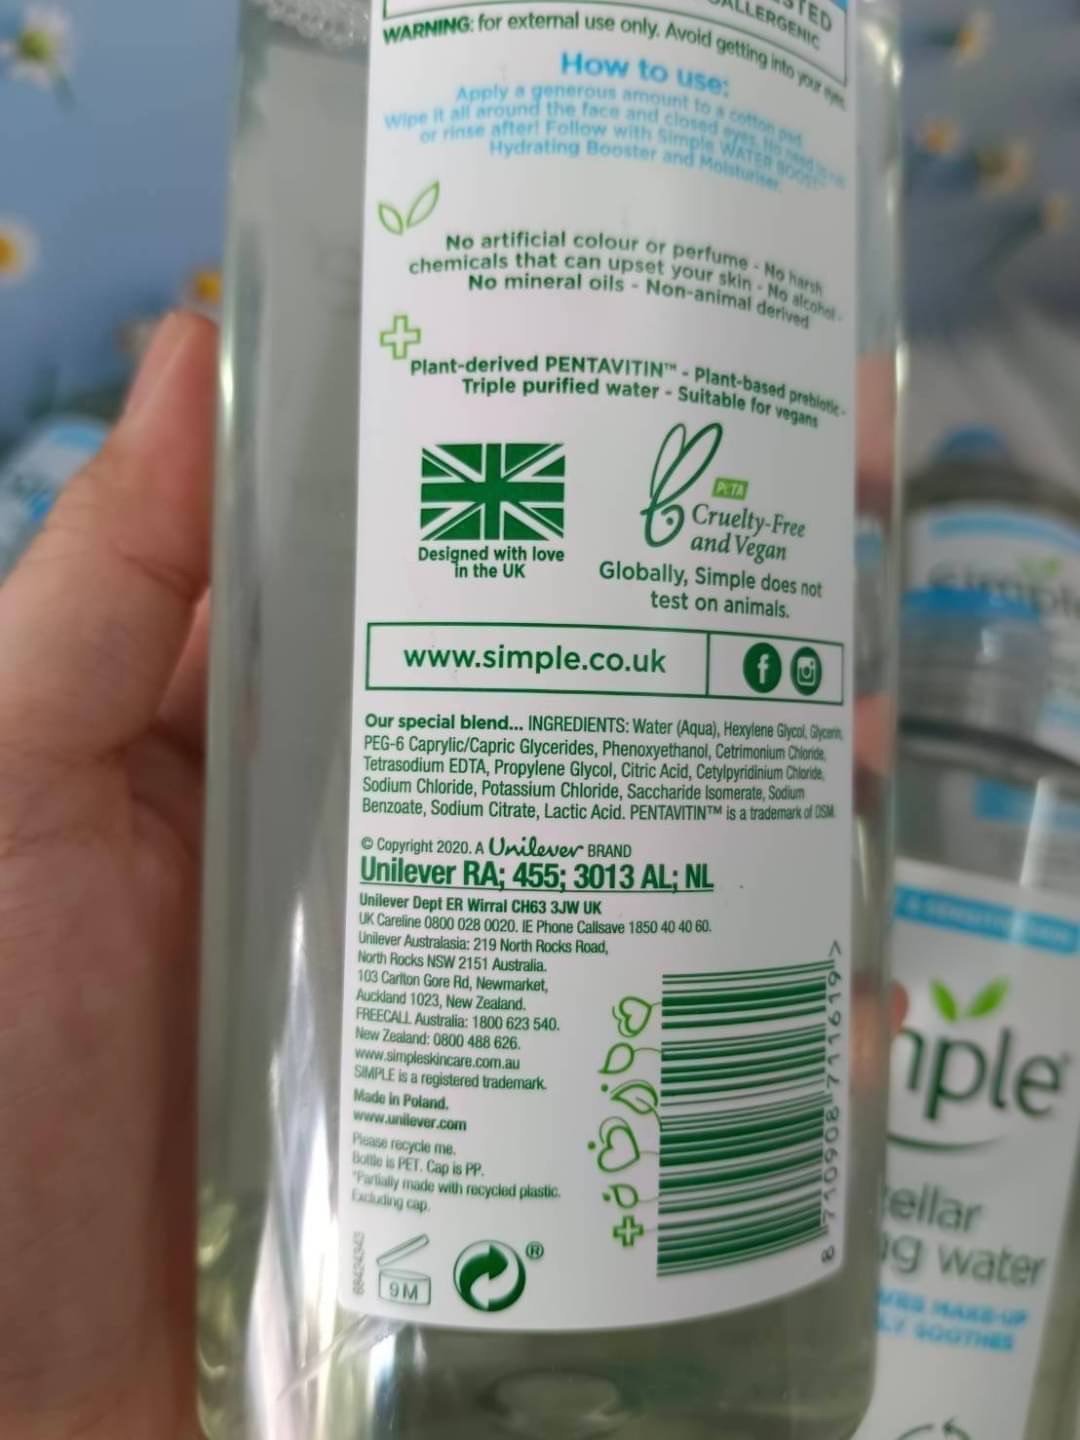 TESTED
ALLERGENIC
WARNING: for external use only. Avoid getting into your eyes.
How to use:
Apply a generous amount to a cotton pad
Wipe it all around the face and closed eyes. No need to
or rinse after! Follow with Simple WATER BOOST
Hydrating Booster and Moisturiser
No artificial colour or perfume - No harsh
chemicals that can upset your skin - No alcohol -
No mineral oils - Non-animal derived
Plant-derived PENTAVITIN™ - Plant-based prebiotic -
Triple purified water - Suitable for vegans
PETA
Cruelty-Free
and Vegan
Designed with love
in the UK
Globally, Simple does not
test on animals.
www.simple.co.uk
f
Our special blend... INGREDIENTS: Water (Aqua), Hexylene Glycol, Glycerin,
PEG-6 Caprylic/Capric Glycerides, Phenoxyethanol, Cetrimonium Chloride,
Tetrasodium EDTA, Propylene Glycol, Citric Acid, Cetylpyridinium Chloride,
Sodium Chloride, Potassium Chloride, Saccharide Isomerate, Sodium
Benzoate, Sodium Citrate, Lactic Acid. PENTAVITIN™ is a trademark of DSM.
© Copyright 2020. A Unilever BRAND
Unilever RA; 455; 3013 AL; NL
Unilever Dept ER Wirral CH63 3JW UK
UK Careline 0800 028 0020. IE Phone Callsave 1850 40 40 60.
Unilever Australasia: 219 North Rocks Road,
North Rocks NSW 2151 Australia.
103 Carlton Gore Rd, Newmarket,
Auckland 1023, New Zealand.
FREECALL Australia: 1800 623 540.
New Zealand: 0800 488 626.
www.simpleskincare.com.au
SIMPLE is a registered trademark.
Made in Poland.
www.unilever.com
Please recycle me.
Bottle is PET. Cap is PP.
*Partially made with recycled plastic.
Excluding cap.
68424343
9M
®
8 710908 711619 >
simple
mple®
cellar
ng water
VES MAKE-UP
LY SOOTHES